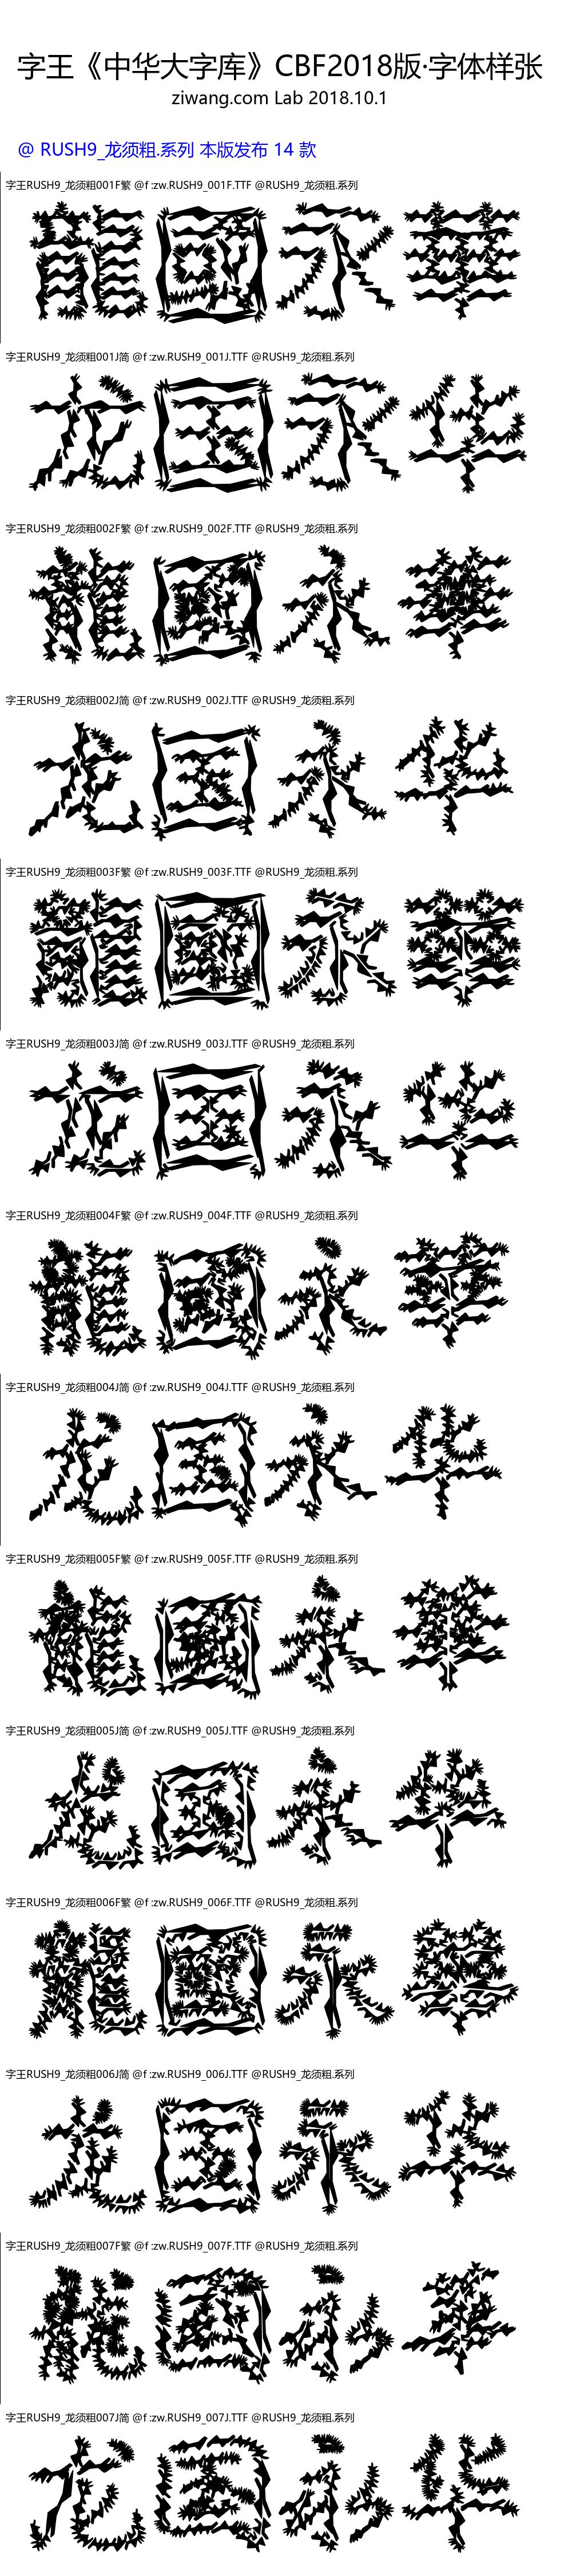 字王《中华大字库》CBF2018版·字体样张
ziwang.com Lab 2018.10.1
@ RUSH9_龙须粗.系列 本版发布 14 款
字王RUSH9_龙须粗001F繁 @f :zw.RUSH9_001F.TTF @RUSH9_龙须粗.系列
龍國永華
字王RUSH9_龙须粗001J简 @f :zw.RUSH9_001J.TTF @RUSH9_龙须粗.系列
龙国永华
字王RUSH9_龙须粗002F繁 @f :zw.RUSH9_002F.TTF @RUSH9_龙须粗.系列
龍國永華
字王RUSH9_龙须粗002J简 @f :zw.RUSH9_002J.TTF @RUSH9_龙须粗.系列
龙国永华
字王RUSH9_龙须粗003F繁 @f :zw.RUSH9_003F.TTF @RUSH9_龙须粗.系列
龍國永華
字王RUSH9_龙须粗003J简 @f :zw.RUSH9_003J.TTF @RUSH9_龙须粗.系列
龙国永华
字王RUSH9_龙须粗004F繁 @f :zw.RUSH9_004F.TTF @RUSH9_龙须粗.系列
龍國永華
字王RUSH9_龙须粗004J简 @f :zw.RUSH9_004J.TTF @RUSH9_龙须粗.系列
龙国永华
字王RUSH9_龙须粗005F繁 @f :zw.RUSH9_005F.TTF @RUSH9_龙须粗.系列
龍國永華
字王RUSH9_龙须粗005J简 @f :zw.RUSH9_005J.TTF @RUSH9_龙须粗.系列
龙国永华
字王RUSH9_龙须粗006F繁 @f :zw.RUSH9_006F.TTF @RUSH9_龙须粗.系列
龍國永華
字王RUSH9_龙须粗006J简 @f :zw.RUSH9_006J.TTF @RUSH9_龙须粗.系列
龙国永华
字王RUSH9_龙须粗007F繁 @f :zw.RUSH9_007F.TTF @RUSH9_龙须粗.系列
龍國永華
字王RUSH9_龙须粗007J简 @f :zw.RUSH9_007J.TTF @RUSH9_龙须粗.系列
龙国永华